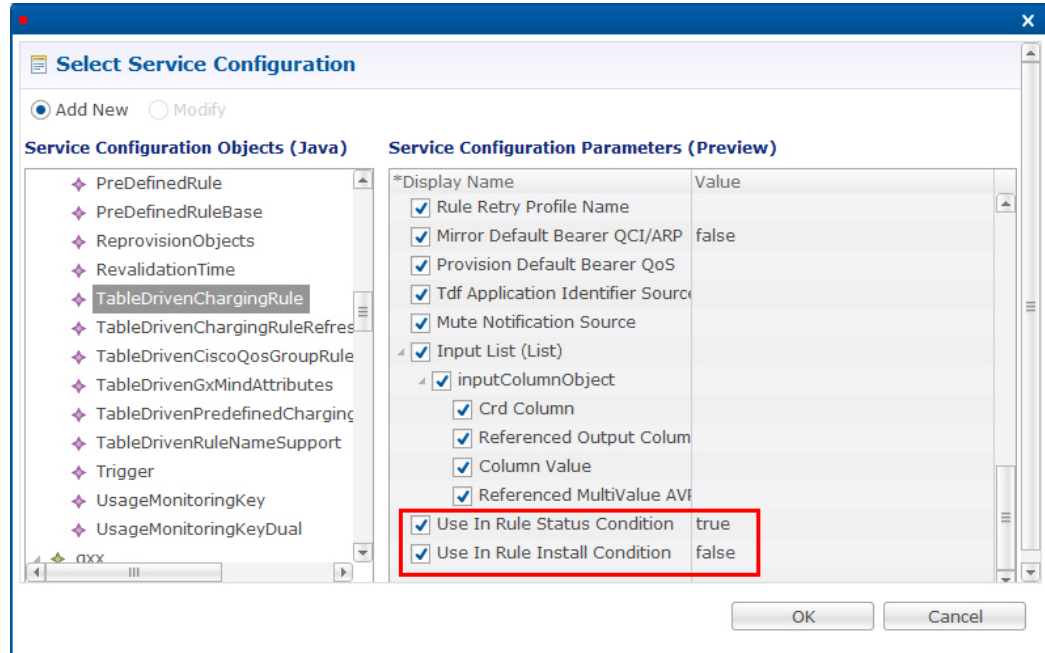 Select Service Configuration
Add New Modify
Service Configuration Objects (Java)
PreDefinedRule
PreDefinedRuleBase
ReprovisionObjects
RevalidationTime
TableDrivenChargingRule
TableDrivenChargingRuleRefres
TableDrivenCiscoQosGroupRule
TableDrivenGxMindAttributes
TableDrivenPredefinedCharging
TableDrivenRuleNameSupport
Trigger
UsageMonitoringKey
UsageMonitoringKeyDual
gxx
Service Configuration Parameters (Preview)
*Display Name Value
Rule Retry Profile Name
Mirror Default Bearer QCI/ARP false
Provision Default Bearer QoS
Tdf Application Identifier Source
Mute Notification Source
Input List (List)
inputColumnObject
Crd Column
Referenced Output Colum
Column Value
Referenced MultiValue AV
Use In Rule Status Condition true
Use In Rule Install Condition false
OK Cancel